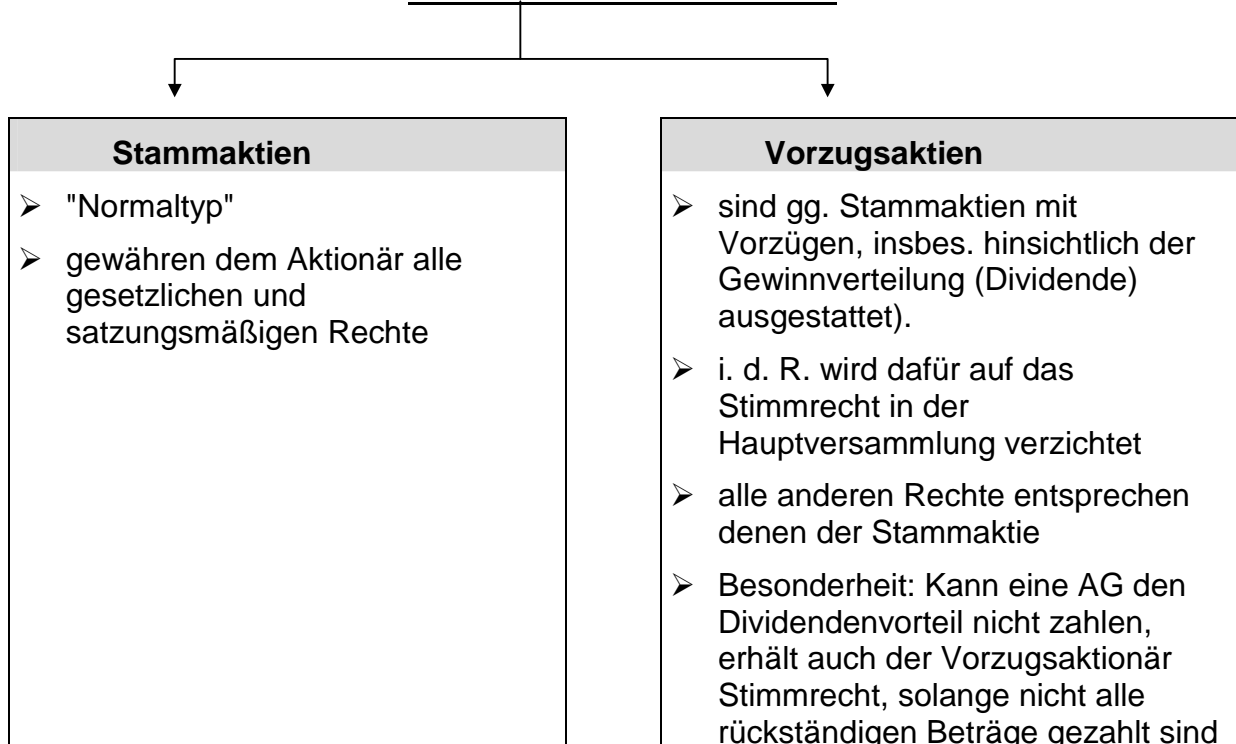 Stammaktien
"Normaltyp"
gewähren dem Aktionär alle
gesetzlichen und
satzungsmäßigen Rechte
Vorzugsaktien
sind gg. Stammaktien mit
Vorzügen, insbes. hinsichtlich der
Gewinnverteilung (Dividende)
ausgestattet).
i. d. R. wird dafür auf das
Stimmrecht in der
Hauptversammlung verzichtet
alle anderen Rechte entsprechen
denen der Stammaktie
Besonderheit: Kann eine AG den
Dividendenvorteil nicht zahlen,
erhält auch der Vorzugsaktionär
Stimmrecht, solange nicht alle
rückständigen Beträge gezahlt sind